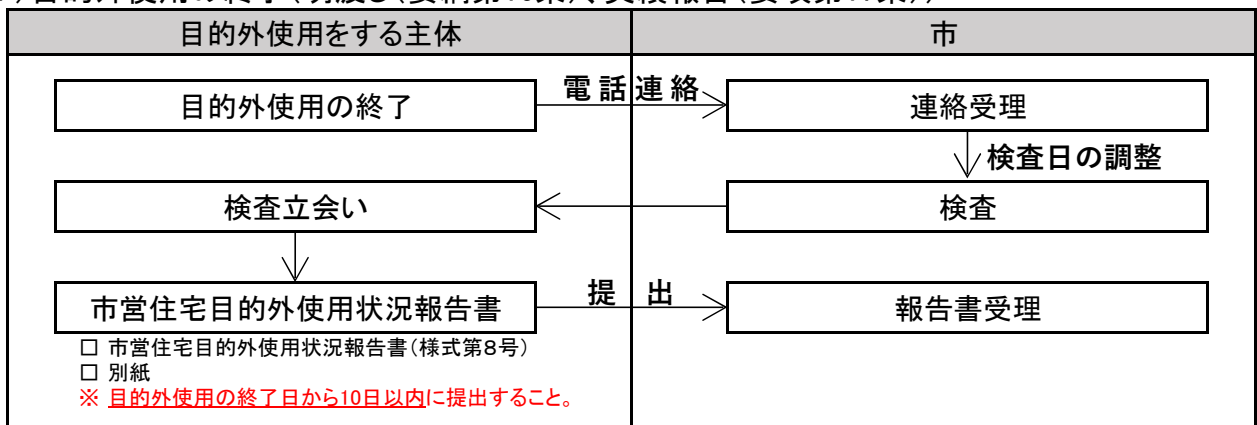 目的外使用をする主体
市
目的外使用の終了
電話連絡
連絡受理
検査日の調整
検査立会い
検査
市営住宅目的外使用状況報告書
提出
報告書受理
□ 市営住宅目的外使用状況報告書(様式第8号)
□ 別紙
※ 目的外使用の終了日から10日以内に提出すること。